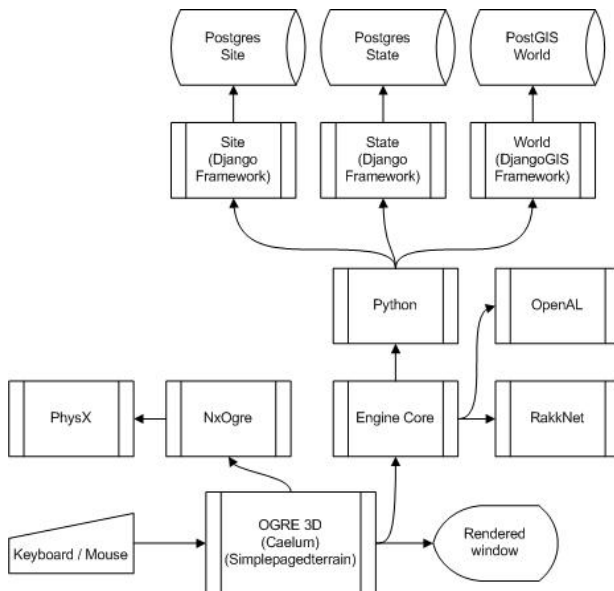 Postgres
Site
Postgres
State
PostGIS
World
Site
(Django
Framework)
State
(Django
Framework)
World
(DjangoGIS
Framework)
Python
OpenAL
PhysX
NxOgre
Engine Core
RakkNet
Keyboard / Mouse
OGRE 3D
(Caelum)
(Simplepagedterrain)
Rendered
window